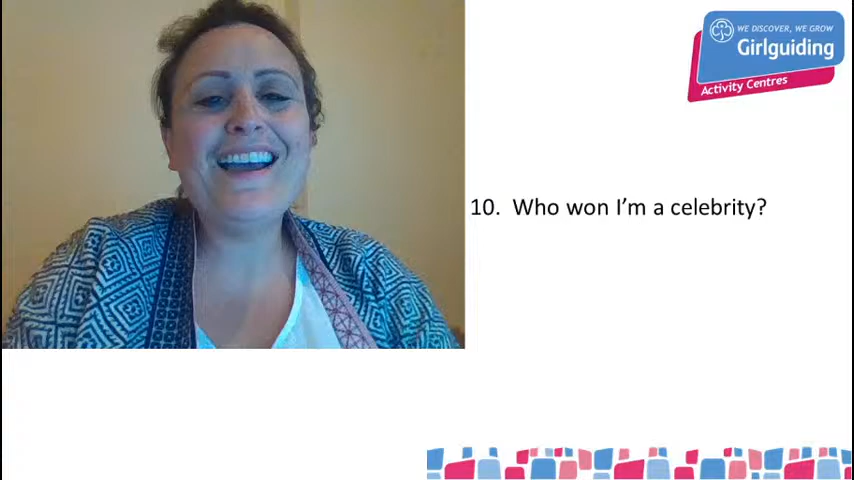 WE DISCOVER, WE GROW
Girlguiding
Activity Centres
10. Who won I'm a celebrity?